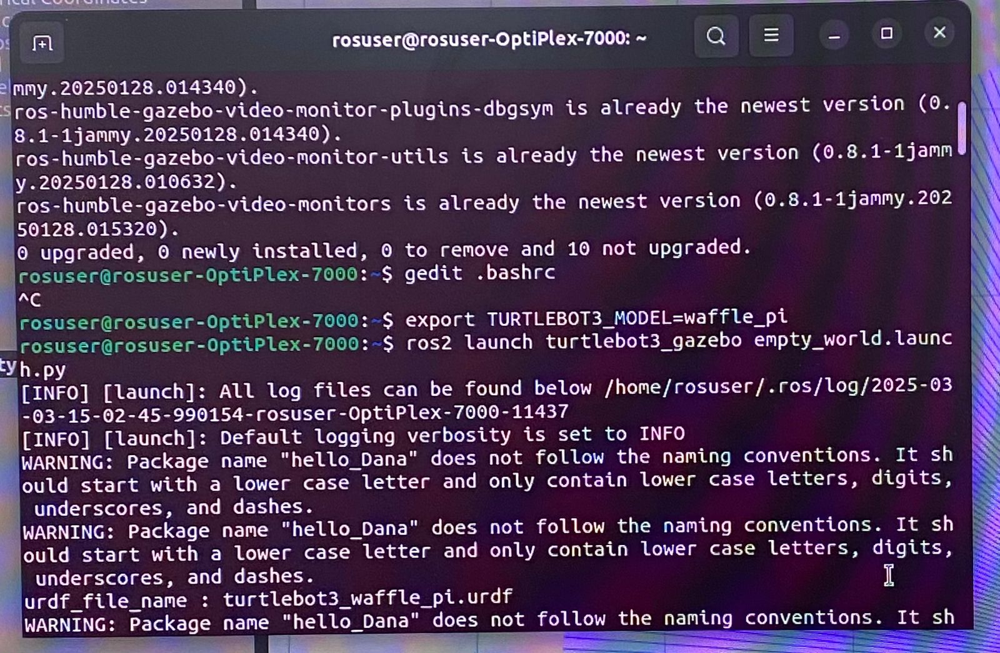 rical Coordinates
rosuser@rosuser-OptiPlex-7000: ~
mmy.20250128.014340).
ros-humble-gazebo-video-monitor-plugins-dbgsym is already the newest version (0.
8.1-1jammy.20250128.014340).
ros-humble-gazebo-video-monitor-utils is already the newest version (0.8.1-1jamm
y.20250128.010632).
ros-humble-gazebo-video-monitors is already the newest version (0.8.1-1jammy.202
50128.015320).
0 upgraded, 0 newly installed, 0 to remove and 10 not upgraded.
rosuser@rosuser-OptiPlex-7000:~$ gedit .bashrc
^C
rosuser@rosuser-OptiPlex-7000:~$ export TURTLEBOT3_MODEL=waffle_pi
rosuser@rosuser-OptiPlex-7000:~$ ros2 launch turtlebot3_gazebo empty_world.launc
h.py
[INFO] [launch]: All log files can be found below /home/rosuser/.ros/log/2025-03
-03-15-02-45-990154-rosuser-OptiPlex-7000-11437
[INFO] [launch]: Default logging verbosity is set to INFO
WARNING: Package name "hello_Dana" does not follow the naming conventions. It sh
ould start with a lower case letter and only contain lower case letters, digits,
 underscores, and dashes.
WARNING: Package name "hello_Dana" does not follow the naming conventions. It sh
ould start with a lower case letter and only contain lower case letters, digits,
 underscores, and dashes.
urdf_file_name : turtlebot3_waffle_pi.urdf
WARNING: Package name "hello_Dana" does not follow the naming conventions. It sh